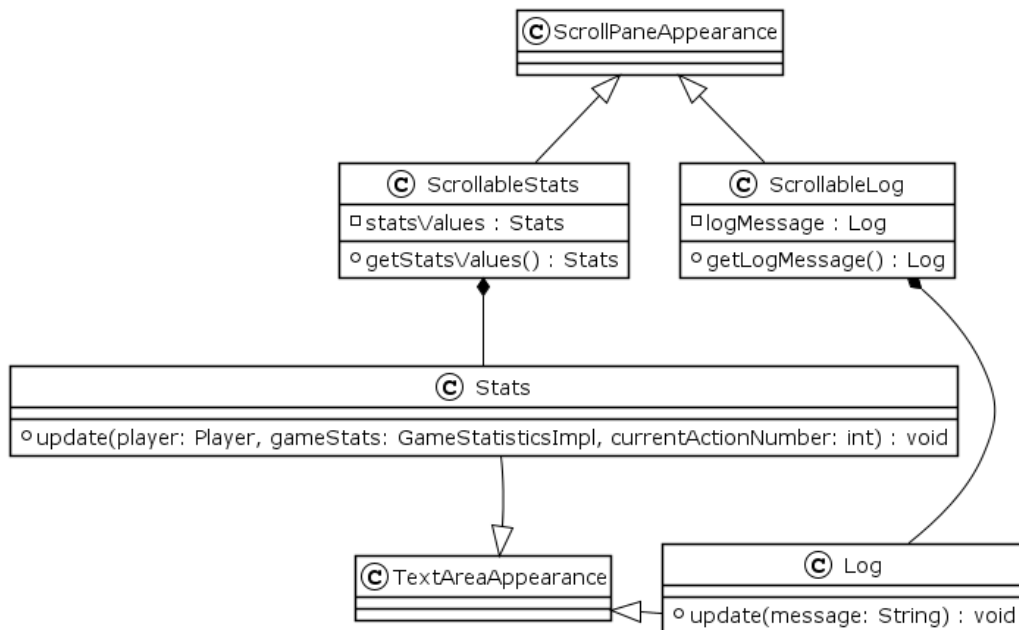 C ScrollPaneAppearance
C ScrollableStats
statsValues : Stats
getStatsValues() : Stats
C ScrollableLog
logMessage : Log
getLogMessage() : Log
C Stats
update(player: Player, gameStats: GameStatisticsImpl, currentActionNumber: int) : void
C TextAreaAppearance
C Log
update(message: String) : void